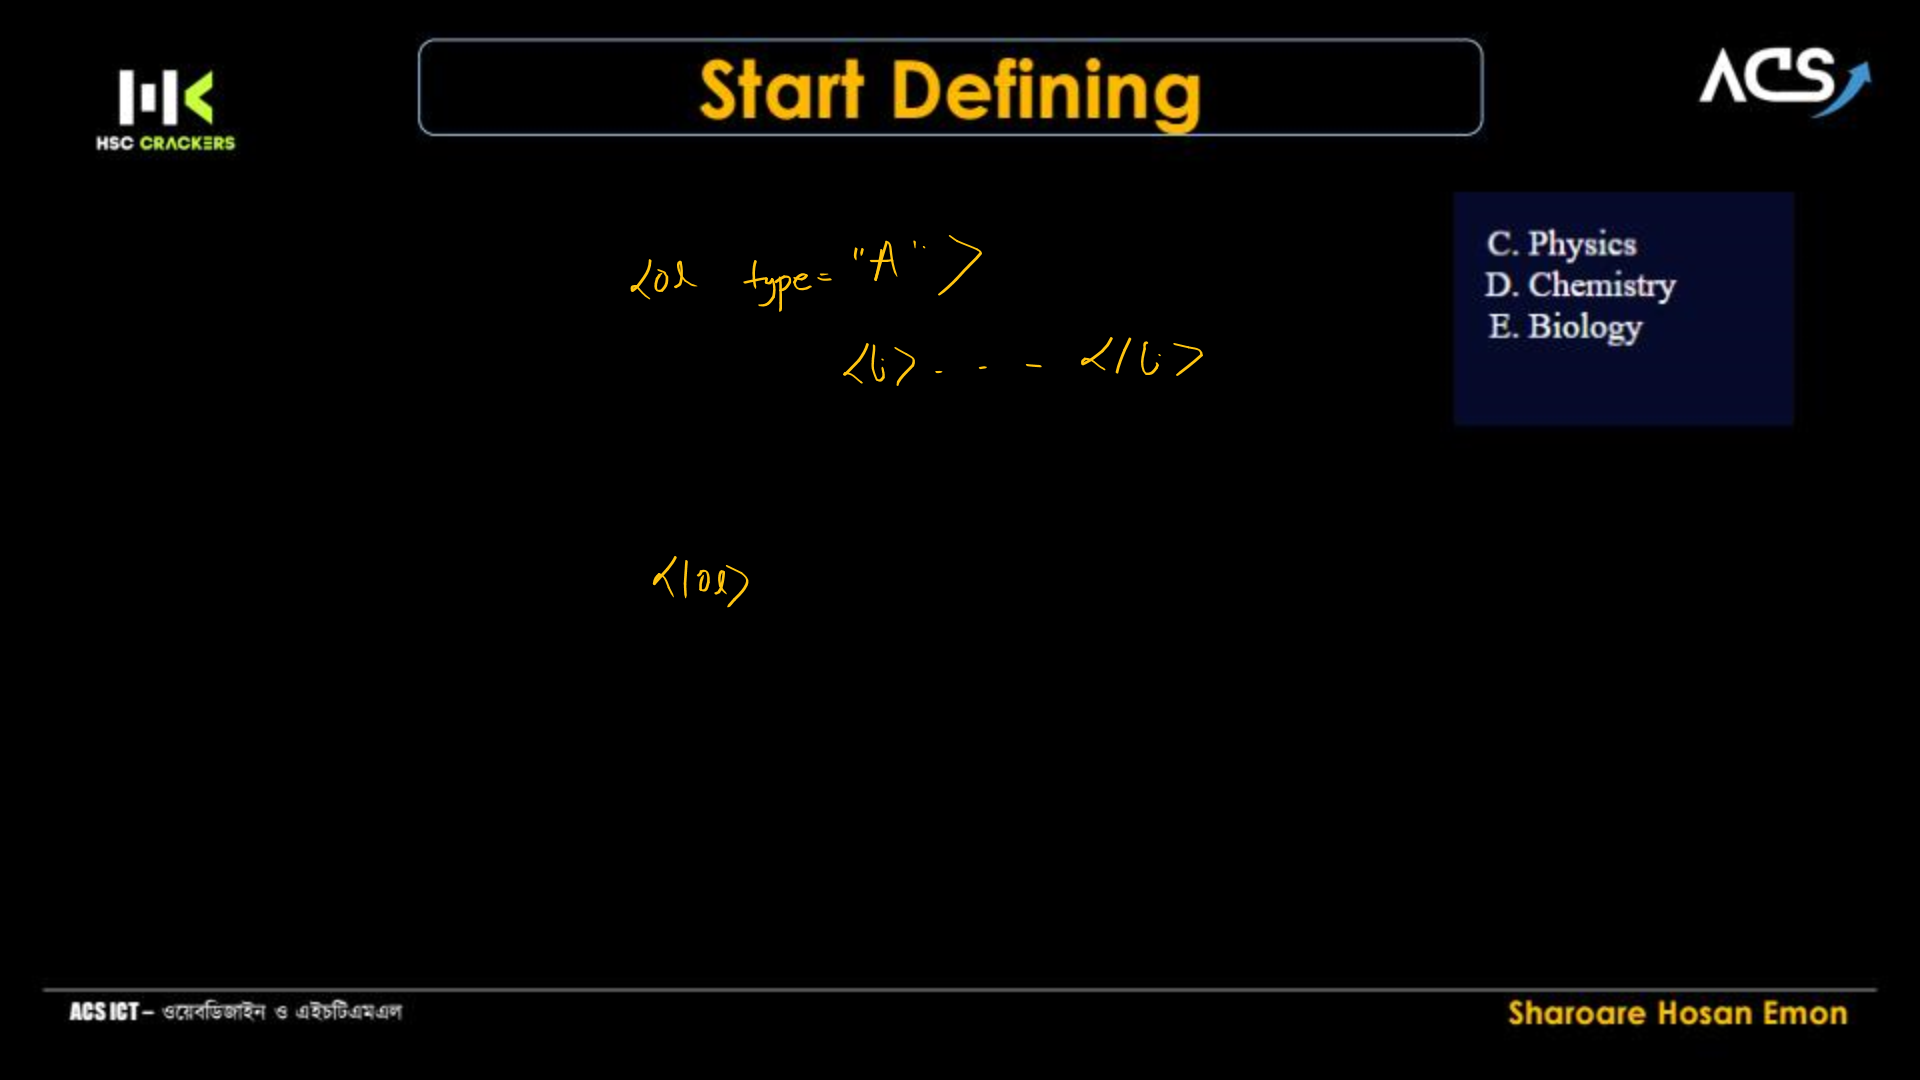 HSC CRACKERS
Start Defining
ACS
C. Physics
D. Chemistry
E. Biology
<ol type="A">
<li> - - - </li>
</ol>
ACS ICT – ওয়েবডিজাইন ও এইচটিএমএল
Sharoare Hosan Emon